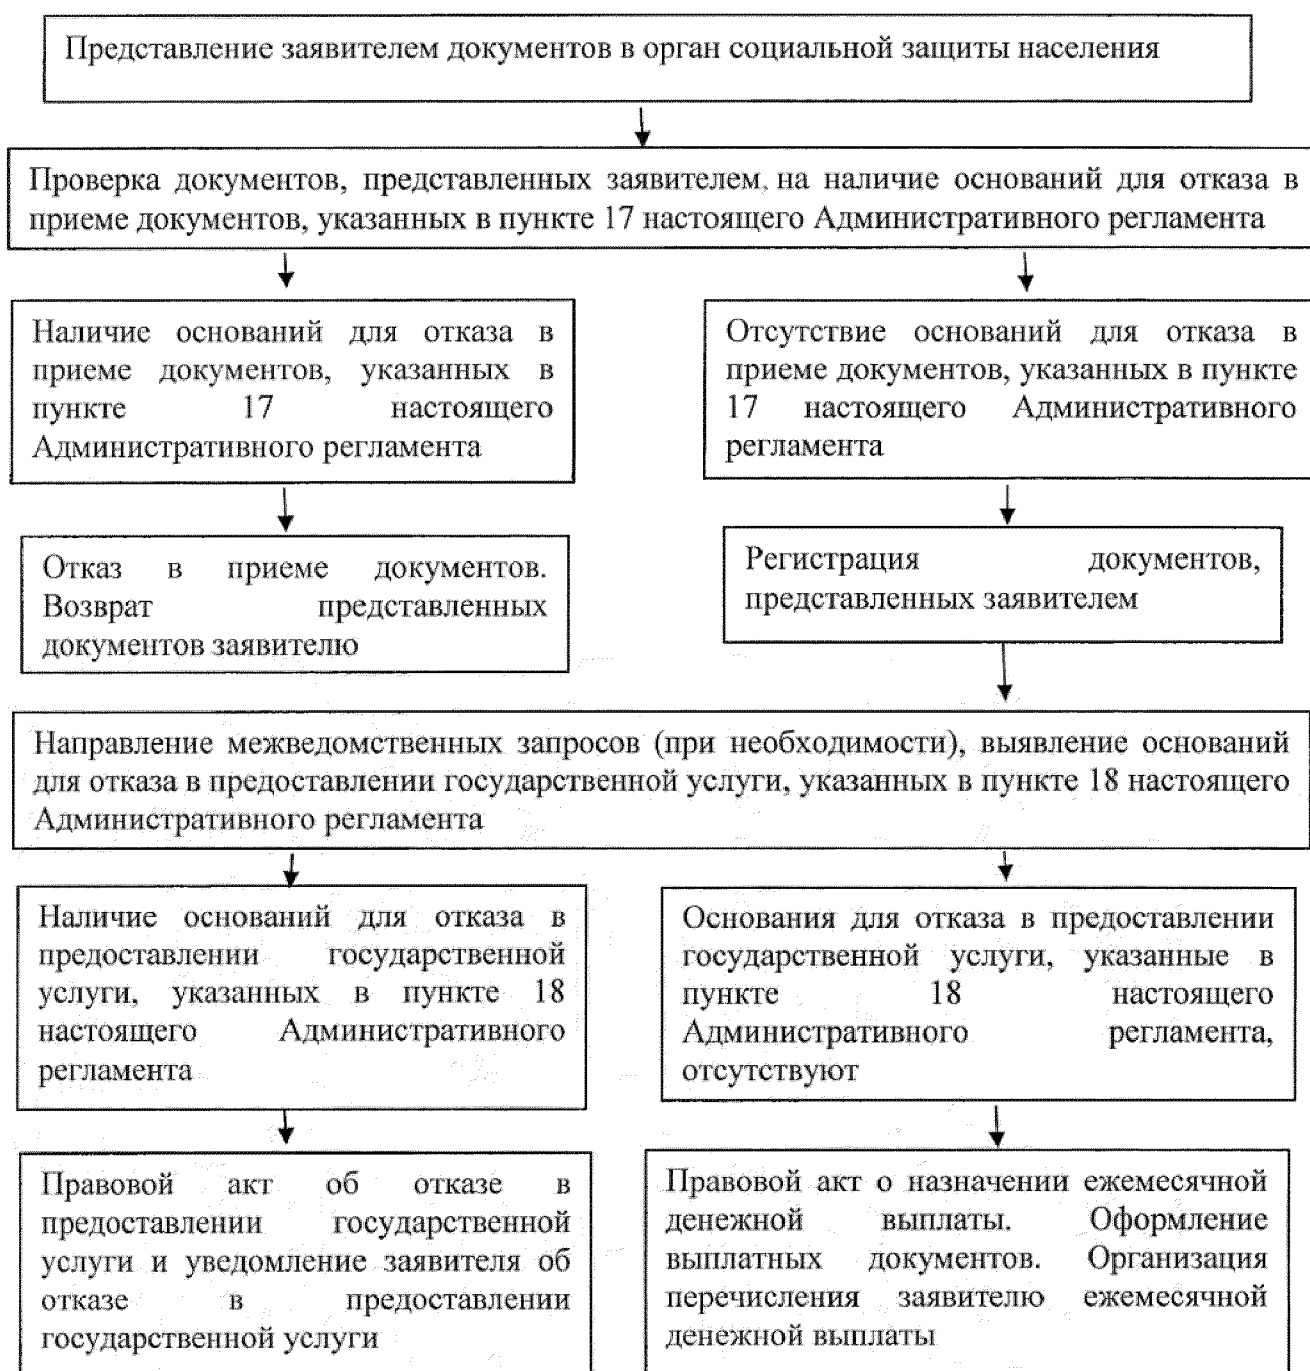 Представление заявителем документов в орган социальной защиты населения
Проверка документов, представленных заявителем, на наличие оснований для отказа в
приеме документов, указанных в пункте 17 настоящего Административного регламента
Наличие оснований для отказа в
приеме документов, указанных в
пункте 17 настоящего
Административного регламента
Отсутствие оснований для отказа в
приеме документов, указанных в пункте
17 настоящего Административного
регламента
Отказ в приеме документов.
Возврат представленных
документов заявителю
Регистрация документов,
представленных заявителем
Направление межведомственных запросов (при необходимости), выявление оснований
для отказа в предоставлении государственной услуги, указанных в пункте 18 настоящего
Административного регламента
Наличие оснований для отказа в
предоставлении государственной
услуги, указанных в пункте 18
настоящего Административного
регламента
Основания для отказа в предоставлении
государственной услуги, указанные в
пункте 18 настоящего
Административного регламента,
отсутствуют
Правовой акт об отказе в
предоставлении государственной
услуги и уведомление заявителя об
отказе в предоставлении
государственной услуги
Правовой акт о назначении ежемесячной
денежной выплаты. Оформление
выплатных документов. Организация
перечисления заявителю ежемесячной
денежной выплаты